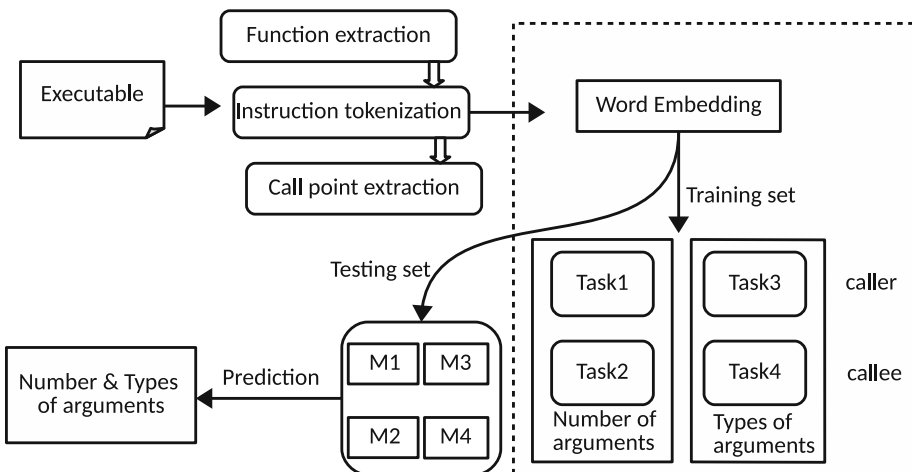 Function extraction
Executable
Instruction tokenization
Word Embedding
Call point extraction
Training set
Testing set
Task1
Task3
caller
M1
M3
Number & Types
of arguments
Prediction
Task2
Task4
callee
M2
M4
Number of
arguments
Types of
arguments